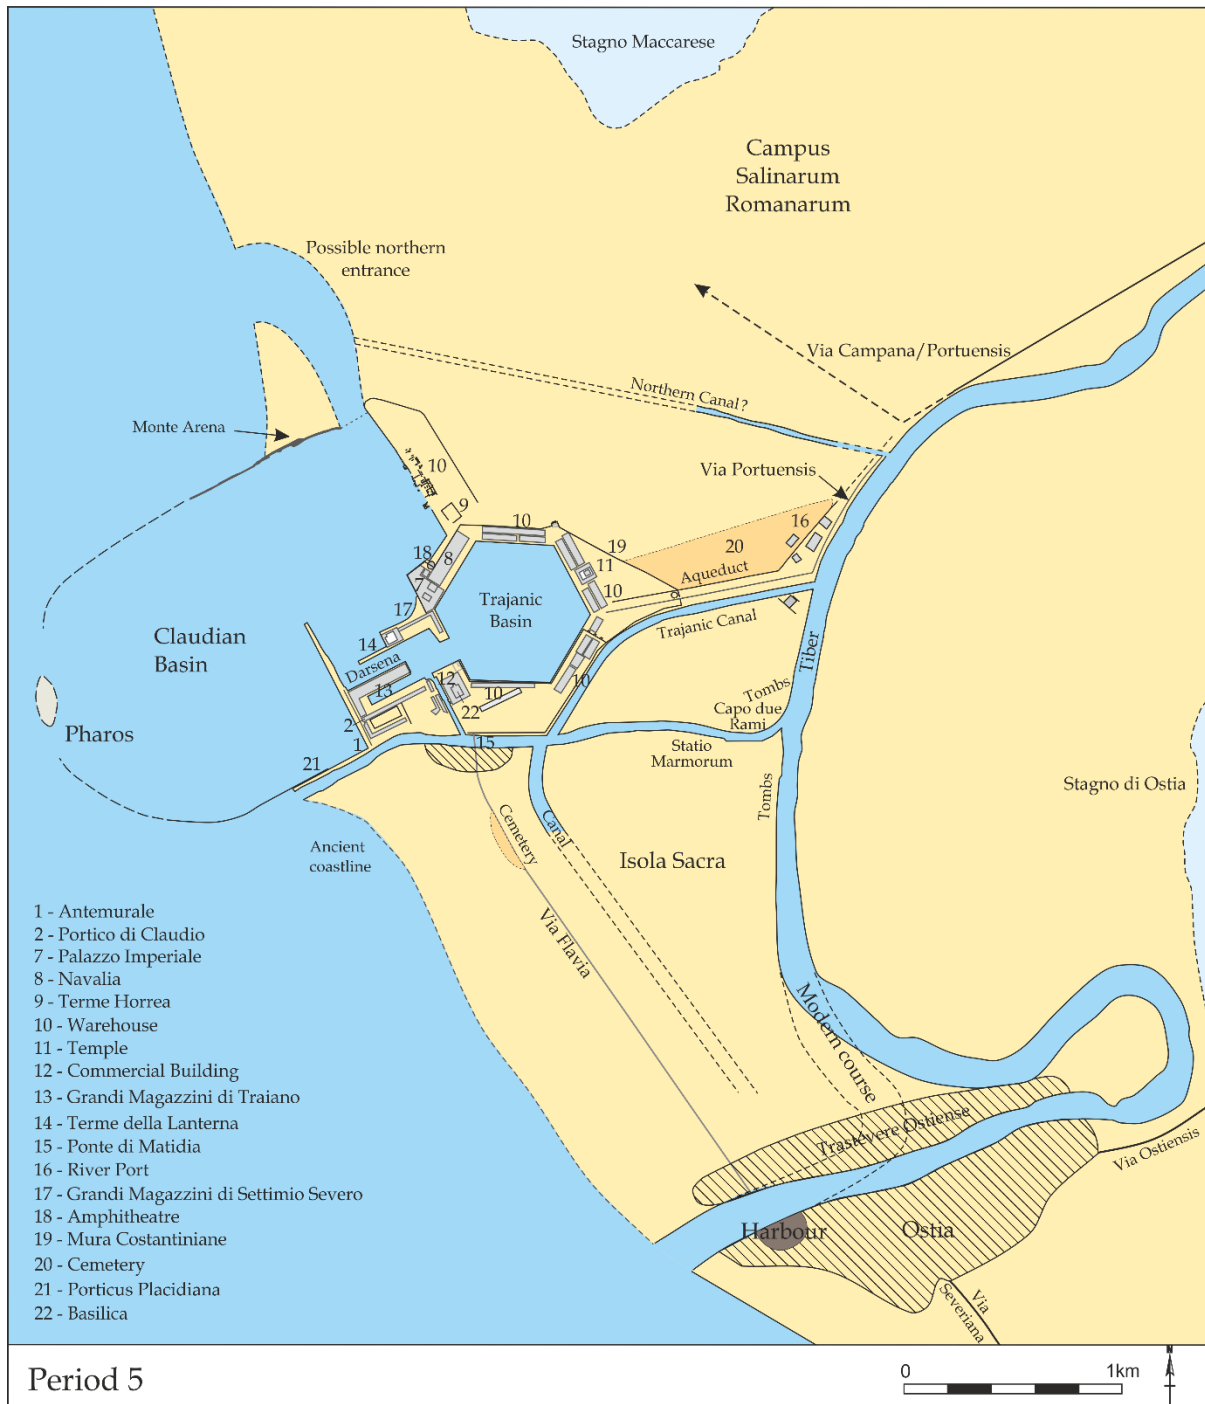 Stagno Maccarese
Campus
Salinarum
Romanarum
Possible northern
entrance
Via Campana/Portuensis
Northern Canal?
Monte Arena
Via Portuensis
10
9
10
16
18
8
19
20
11
7
Aqueduct
10
17
Trajanic
Basin
Trajanic Canal
14
Claudian
Basin
Darsena
Tiber
12
13
10
10
Tombs
22
Capo due
Rami
2
Pharos
1
15
Statio
Marmorum
21
Tombs
Stagno di Ostia
Cemetery
Canal
Ancient
coastline
Isola Sacra
Via Flavia
1 - Antemurale
2 - Portico di Claudio
7 - Palazzo Imperiale
8 - Navalia
9 - Terme Horrea
10 - Warehouse
11 - Temple
12 - Commercial Building
13 - Grandi Magazzini di Traiano
14 - Terme della Lanterna
15 - Ponte di Matidia
16 - River Port
17 - Grandi Magazzini di Settimio Severo
18 - Amphitheatre
19 - Mura Costantiniane
20 - Cemetery
21 - Porticus Placidiana
22 - Basilica
Modern course
Trastevere Ostiense
Via Ostiensis
Harbour
Ostia
Via
Severiana
Period 5
0
1km
N